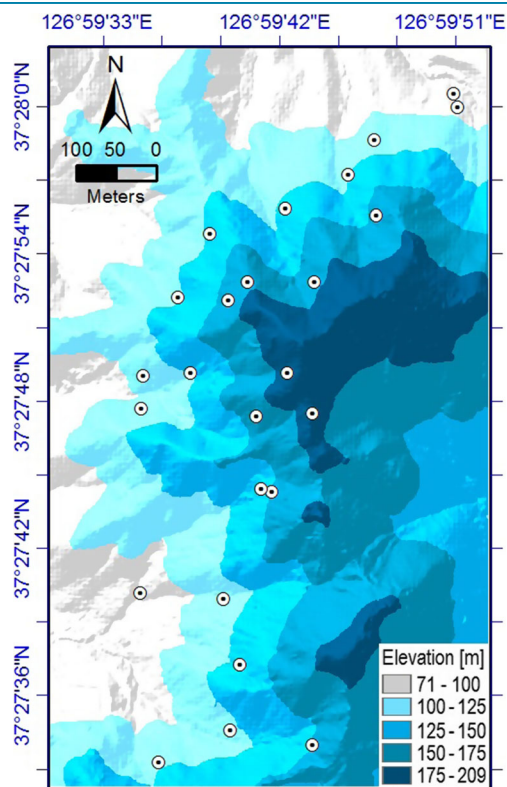 126°59'33"E 126°59'42"E 126°59'51"E
N
100 50 0
Meters
37°28'0"N
37°27'54"N
37°27'48"N
37°27'42"N
37°27'36"N
Elevation [m]
71 - 100
100 - 125
125 - 150
150 - 175
175 - 209